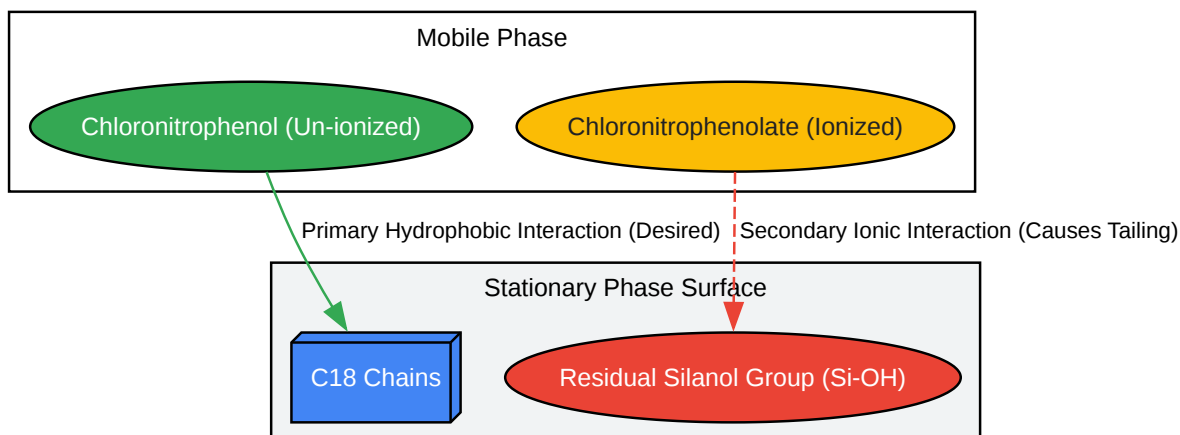 Mobile Phase
Chloronitrophenol (Un-ionized)
Chloronitrophenolate (Ionized)
Primary Hydrophobic Interaction (Desired)
Secondary Ionic Interaction (Causes Tailing)
Stationary Phase Surface
C18 Chains
Residual Silanol Group (Si-OH)